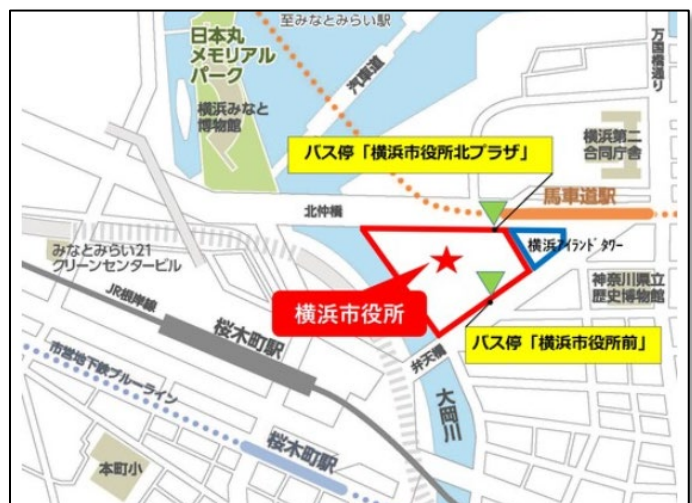 至みなとみらい駅
日本丸
メモリアル
パーク
汽車道
万国橋通り
横浜みなと
博物館
横浜第二
合同庁舎
バス停「横浜市役所北プラザ」
馬車道駅
北仲橋
横浜アイランドタワー
みなとみらい21
グリーンセンタービル
神奈川県立
歴史博物館
横浜市役所
JR根岸線
桜木町駅
バス停「横浜市役所前」
弁天橋
市営地下鉄ブルーライン
大岡川
桜木町駅
本町小